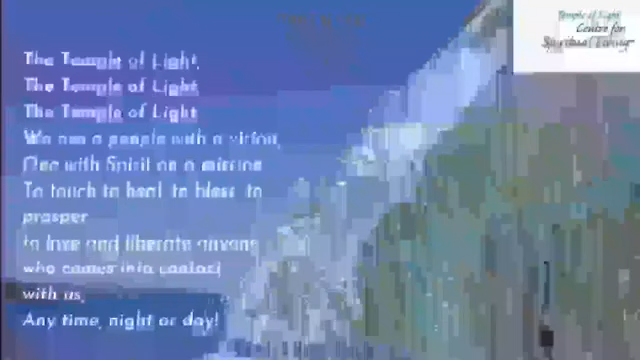 Temple of Light
Centre for
Spiritual Living
The Temple of Light,
The Temple of Light,
The Temple of Light
We are a people with a vision,
One with Spirit on a mission
To touch to heal, to bless, to
prosper
to love and liberate anyone
who comes into contact
with us,
Any time, night or day!